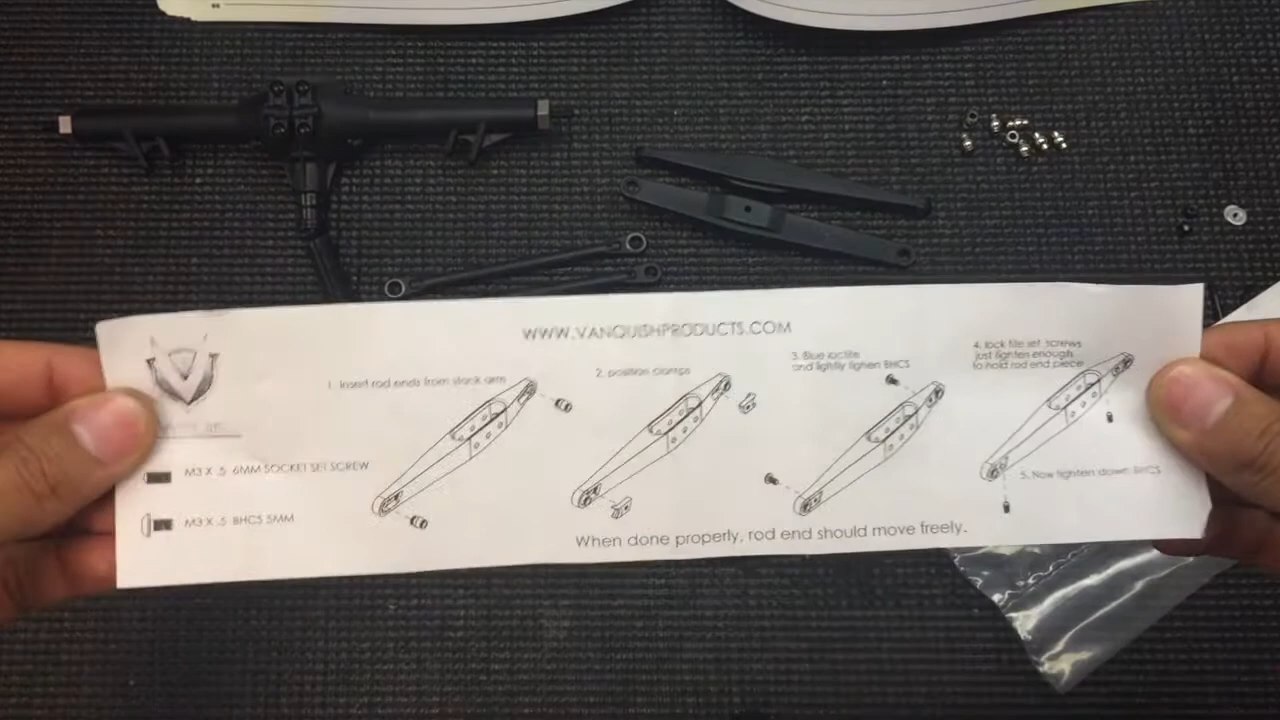 WWW.VANQUISHPRODUCTS.COM
1. Insert rod ends from stock arm
2. position clamps
3. Blue loctite
and lightly tighen BHCS
4. lock tite set screws
just tighten enough
to hold rod end piece
M3 X .5 6MM SOCKET SET SCREW
M3 X .5 BHCS 5MM
5. Now tighten down BHCS
When done properly, rod end should move freely.